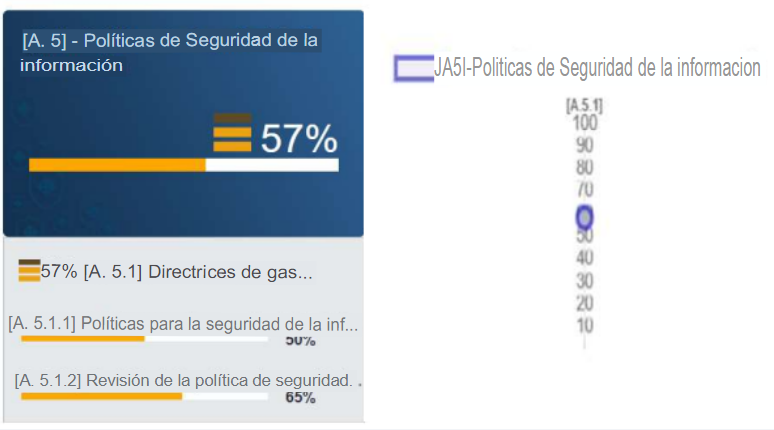 [A. 5] - Políticas de Seguridad de la
información
57%
57% [A. 5.1] Directrices de gas...
[A. 5.1.1] Políticas para la seguridad de la inf...
50%
[A. 5.1.2] Revisión de la política de seguridad. .
65%
JA5I-Politicas de Seguridad de la informacion
[A.5.1]
100
90
80
70
50
40
30
20
10